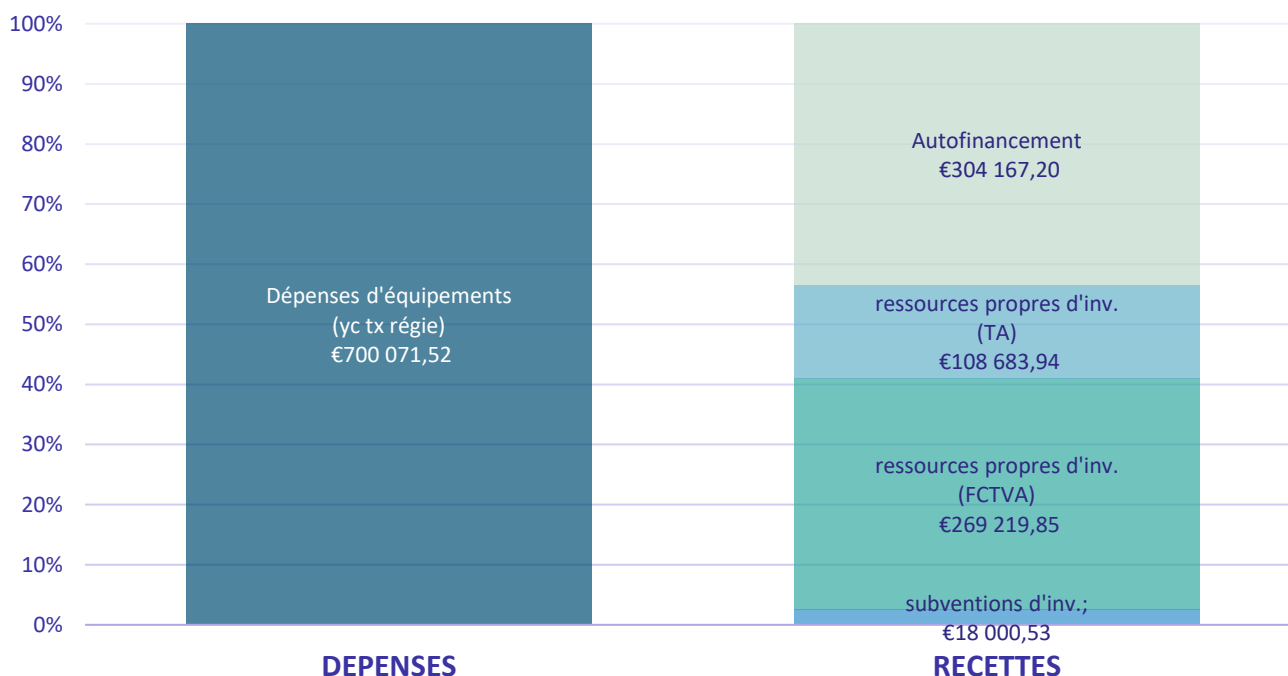 100%
90%
80%
70%
60%
50%
40%
30%
20%
10%
0%
Dépenses d'équipements
(yc tx régie)
€700 071,52
Autofinancement
€304 167,20
ressources propres d'inv.
(TA)
€108 683,94
ressources propres d'inv.
(FCTVA)
€269 219,85
subventions d'inv.;
€18 000,53
DEPENSES
RECETTES